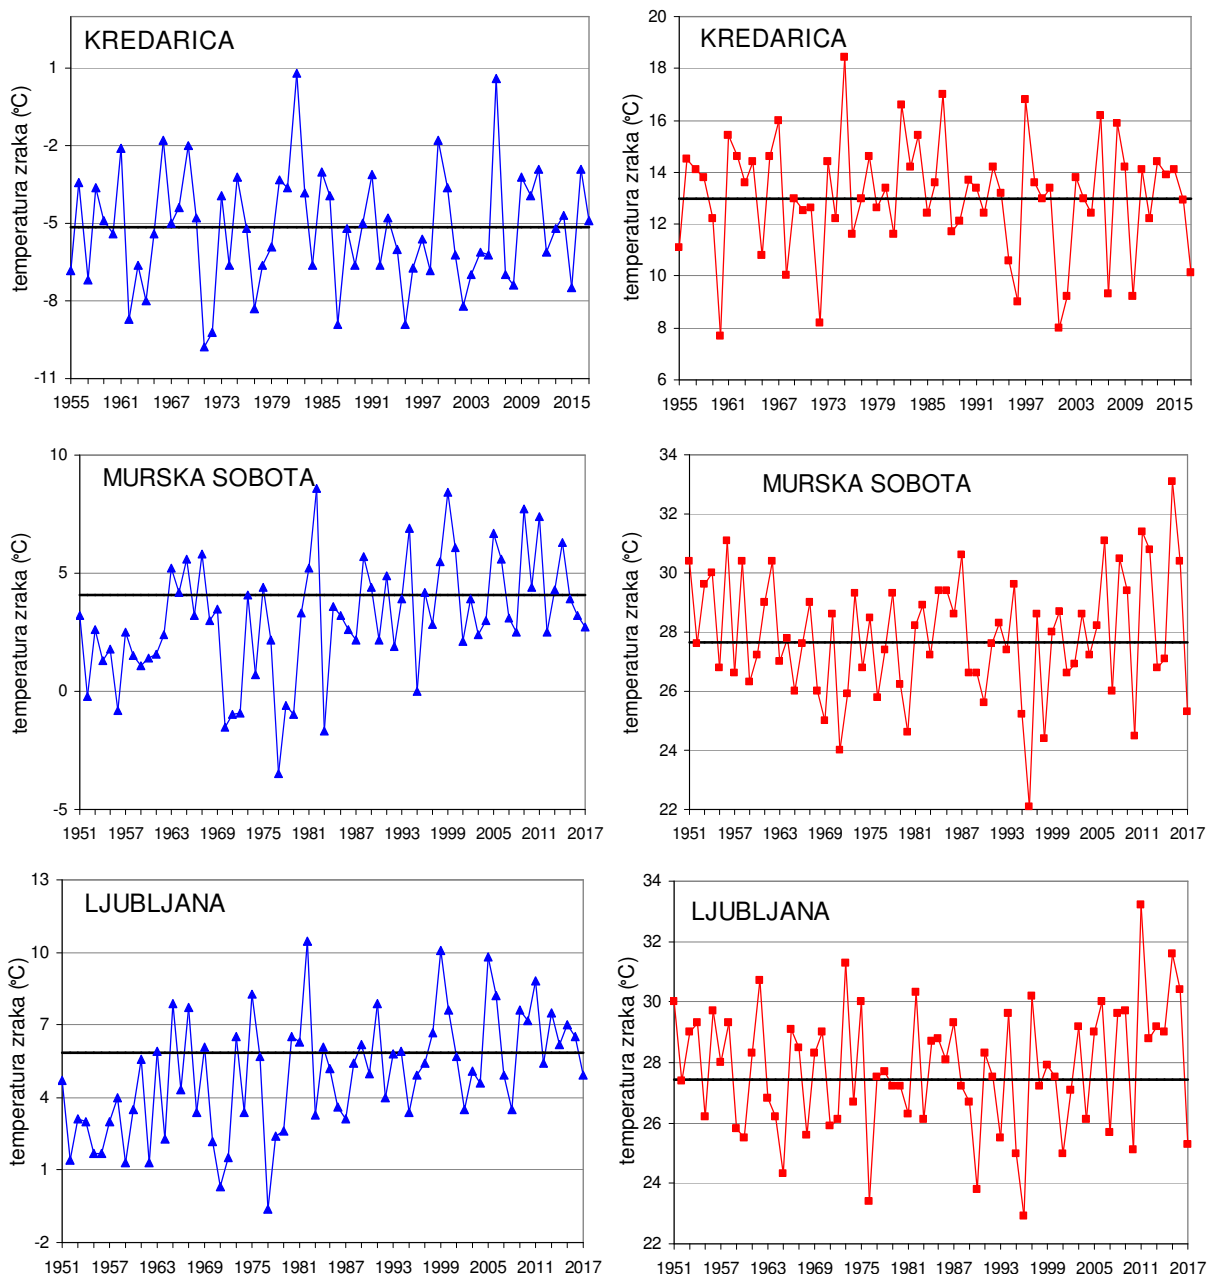 KREDARICA
temperatura zraka (°C)
1
-2
-5
-8
-11
1955 1961 1967 1973 1979 1985 1991 1997 2003 2009 2015
KREDARICA
temperatura zraka (°C)
20
18
16
14
12
10
8
6
1955 1961 1967 1973 1979 1985 1991 1997 2003 2009 2015
MURSKA SOBOTA
temperatura zraka (°C)
10
5
0
-5
1951 1957 1963 1969 1975 1981 1987 1993 1999 2005 2011 2017
MURSKA SOBOTA
temperatura zraka (°C)
34
32
30
28
26
24
22
1951 1957 1963 1969 1975 1981 1987 1993 1999 2005 2011 2017
LJUBLJANA
temperatura zraka (°C)
13
10
7
4
1
-2
1951 1957 1963 1969 1975 1981 1987 1993 1999 2005 2011 2017
LJUBLJANA
temperatura zraka (°C)
34
32
30
28
26
24
22
1951 1957 1963 1969 1975 1981 1987 1993 1999 2005 2011 2017